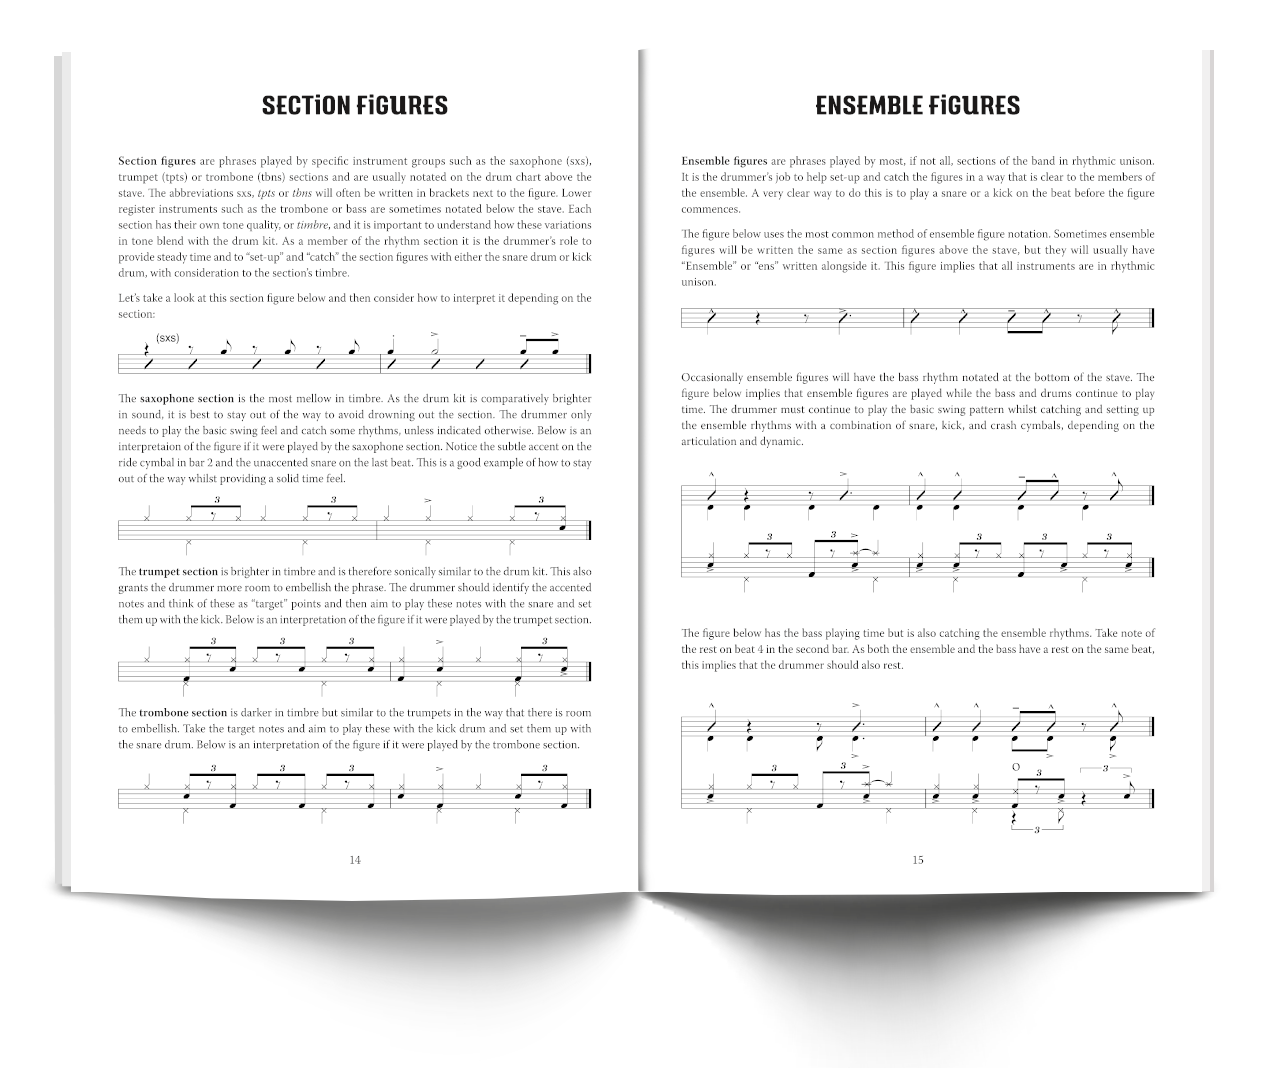 SECTiON FiGURES
Section figures are phrases played by specific instrument groups such as the saxophone (sxs),
trumpet (tpts) or trombone (tbns) sections and are usually notated on the drum chart above the
stave. The abbreviations sxs, tpts or tbns will often be written in brackets next to the figure. Lower
register instruments such as the trombone or bass are sometimes notated below the stave. Each
section has their own tone quality, or timbre, and it is important to understand how these variations
in tone blend with the drum kit. As a member of the rhythm section it is the drummer's role to
provide steady time and to “set-up” and “catch” the section figures with either the snare drum or kick
drum, with consideration to the section's timbre.
Let's take a look at this section figure below and then consider how to interpret it depending on the
section:
(sxs)
The saxophone section is the most mellow in timbre. As the drum kit is comparatively brighter
in sound, it is best to stay out of the way to avoid drowning out the section. The drummer only
needs to play the basic swing feel and catch some rhythms, unless indicated otherwise. Below is an
interpretaion of the figure if it were played by the saxophone section. Notice the subtle accent on the
ride cymbal in bar 2 and the unaccented snare on the last beat. This is a good example of how to stay
out of the way whilst providing a solid time feel.
3 3 3
The trumpet section is brighter in timbre and is therefore sonically similar to the drum kit. This also
grants the drummer more room to embellish the phrase. The drummer should identify the accented
notes and think of these as “target” points and then aim to play these notes with the snare and set
them up with the kick. Below is an interpretation of the figure if it were played by the trumpet section.
3 3 3 3
The trombone section is darker in timbre but similar to the trumpets in the way that there is room
to embellish. Take the target notes and aim to play these with the kick drum and set them up with
the snare drum. Below is an interpretation of the figure if it were played by the trombone section.
3 3 3 3
14
ENSEMBLE FiGURES
Ensemble figures are phrases played by most, if not all, sections of the band in rhythmic unison.
It is the drummer's job to help set-up and catch the figures in a way that is clear to the members of
the ensemble. A very clear way to do this is to play a snare or a kick on the beat before the figure
commences.
The figure below uses the most common method of ensemble figure notation. Sometimes ensemble
figures will be written the same as section figures above the stave, but they will usually have
“Ensemble” or “ens” written alongside it. This figure implies that all instruments are in rhythmic
unison.
Occasionally ensemble figures will have the bass rhythm notated at the bottom of the stave. The
figure below implies that ensemble figures are played while the bass and drums continue to play
time. The drummer must continue to play the basic swing pattern whilst catching and setting up
the ensemble rhythms with a combination of snare, kick, and crash cymbals, depending on the
articulation and dynamic.
3 3 3 3
The figure below has the bass playing time but is also catching the ensemble rhythms. Take note of
the rest on beat 4 in the second bar. As both the ensemble and the bass have a rest on the same beat,
this implies that the drummer should also rest.
3 3 3 3
3
15